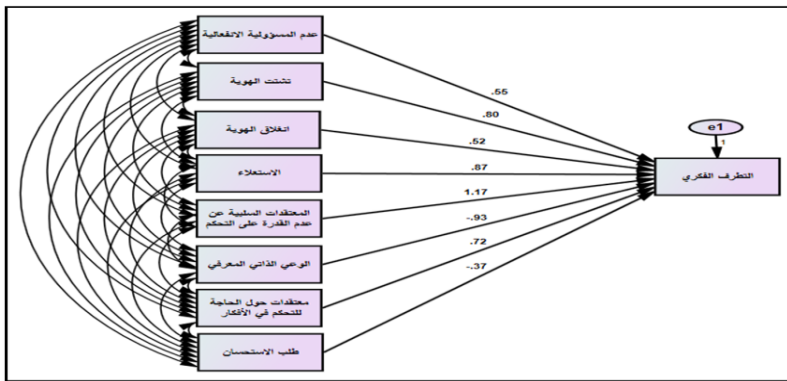 عدم المسؤولية الانفعالية
تشتت الهوية
انغلاق الهوية
الاستعلاء
المعتقدات السلبية عن
عدم القدرة على التحكم
الوعي الذاتي المعرفي
معتقدات حول الحاجة
للتحكم في الأفكار
طلب الاستحسان
.55
.80
.52
.87
1.17
-.93
.72
-.37
e1
1
التطرف الفكري